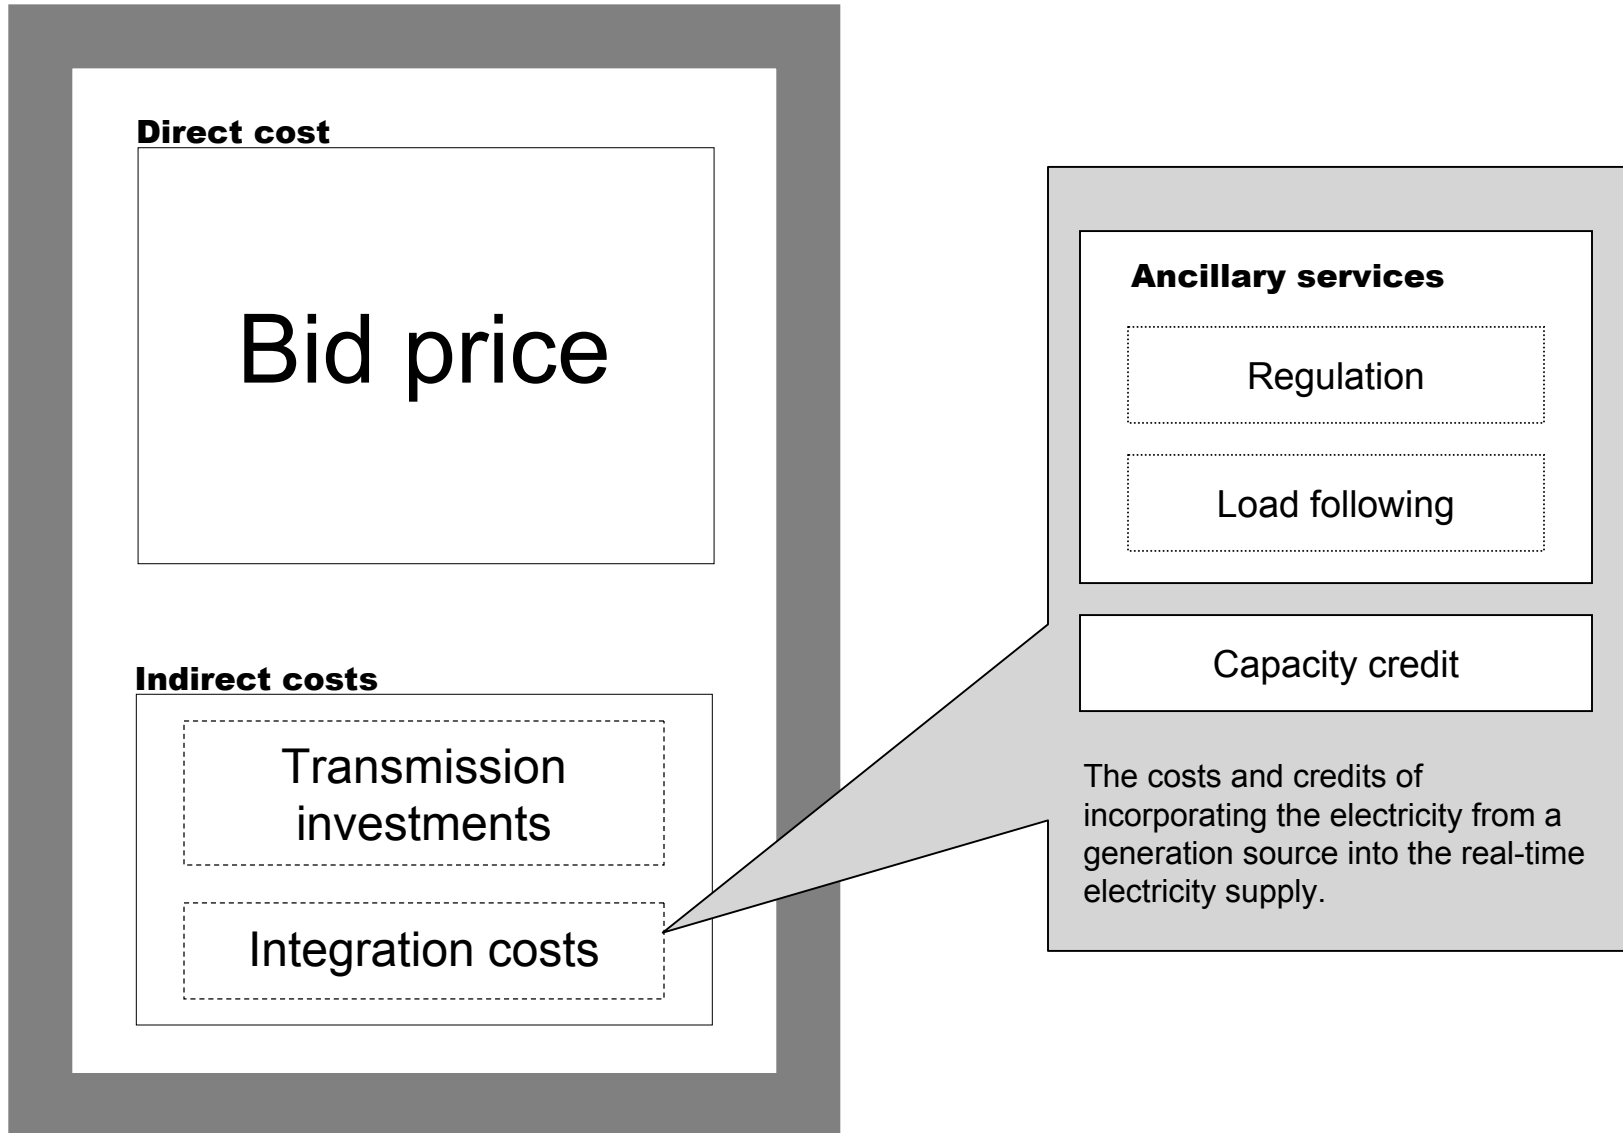 Direct cost
Bid price
Indirect costs
Transmission
investments
Integration costs
Ancillary services
Regulation
Load following
Capacity credit
The costs and credits of
incorporating the electricity from a
generation source into the real-time
electricity supply.